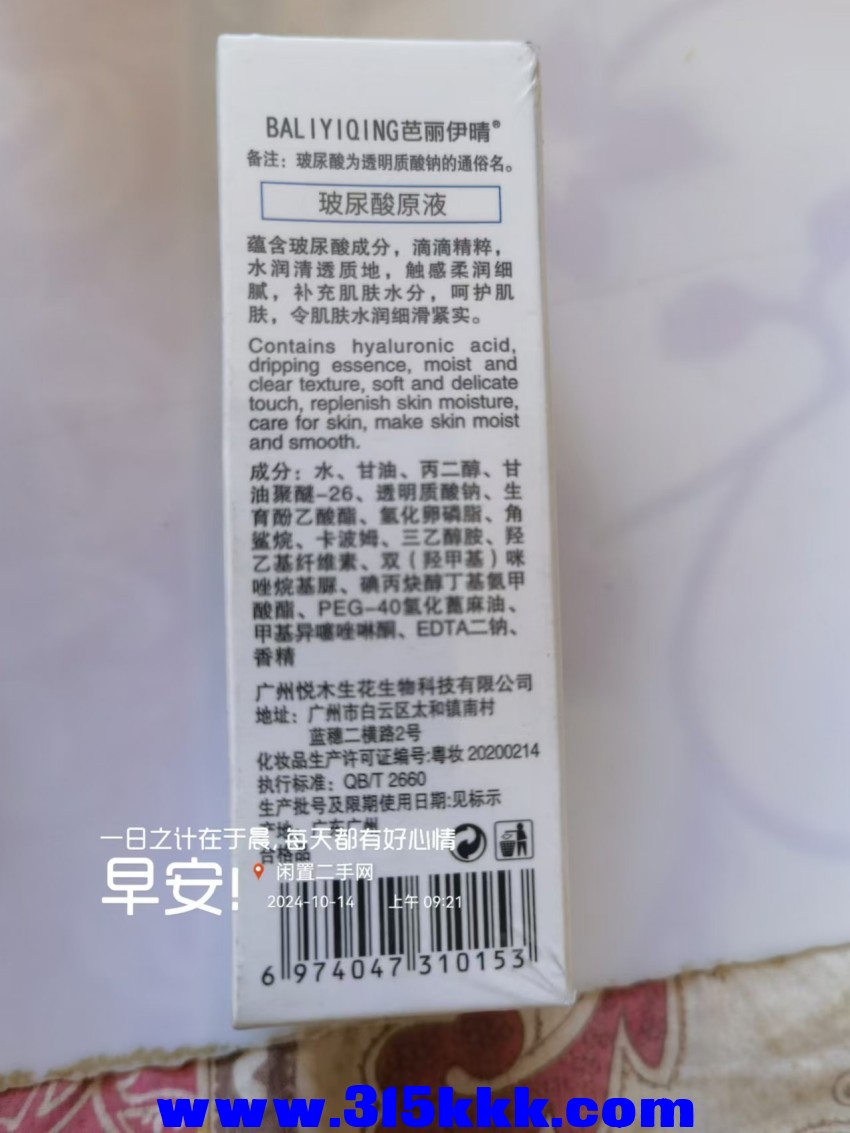 BALIYIQING芭丽伊晴®
备注：玻尿酸为透明质酸钠的通俗名。
玻尿酸原液
蕴含玻尿酸成分，滴滴精粹，
水润清透质地，触感柔润细
腻，补充肌肤水分，呵护肌
肤，令肌肤水润细滑紧实。
Contains hyaluronic acid,
dripping essence, moist and
clear texture, soft and delicate
touch, replenish skin moisture,
care for skin, make skin moist
and smooth.
成分：水、甘油、丙二醇、甘
油聚醚-26、透明质酸钠、生
育酚乙酸酯、氢化卵磷脂、角
鲨烷、卡波姆、三乙醇胺、羟
乙基纤维素、双（羟甲基）咪
唑烷基脲、碘丙炔醇丁基氨甲
酸酯、PEG-40氢化蓖麻油、
甲基异噻唑啉酮、EDTA二钠、
香精
广州悦木生花生物科技有限公司
地址：广州市白云区太和镇南村
蓝穗二横路2号
化妆品生产许可证编号:粤妆 20200214
执行标准：QB/T 2660
生产批号及限期使用日期:见标示
产地：广东广州
合格品
一日之计在于晨,每天都有好心情
早安!
闲置二手网
2024-10-14 上午 09:21
6 974047 310153
www.315kkk.com